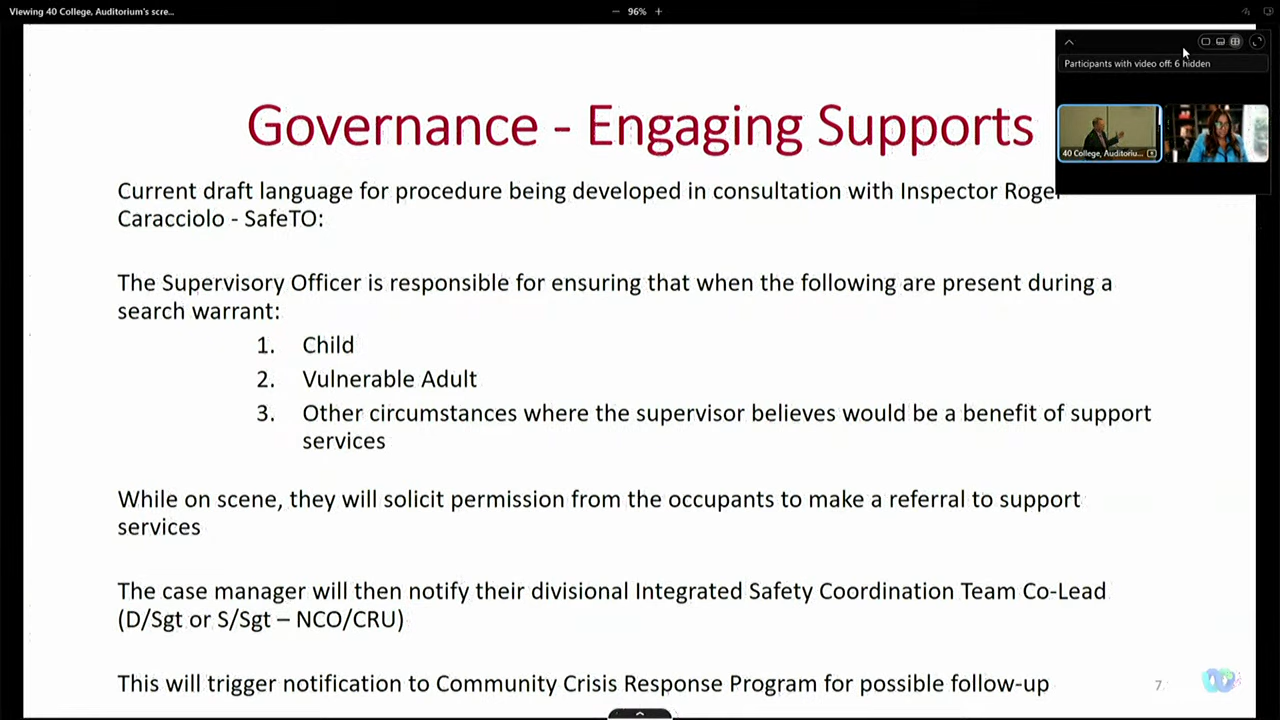 Viewing 40 College, Auditorium's scre...
96%
Participants with video off: 6 hidden
40 College, Auditoriu...
Governance - Engaging Supports
Current draft language for procedure being developed in consultation with Inspector Roger
Caracciolo - SafeTO:
The Supervisory Officer is responsible for ensuring that when the following are present during a
search warrant:
1. Child
2. Vulnerable Adult
3. Other circumstances where the supervisor believes would be a benefit of support
services
While on scene, they will solicit permission from the occupants to make a referral to support
services
The case manager will then notify their divisional Integrated Safety Coordination Team Co-Lead
(D/Sgt or S/Sgt – NCO/CRU)
This will trigger notification to Community Crisis Response Program for possible follow-up
7